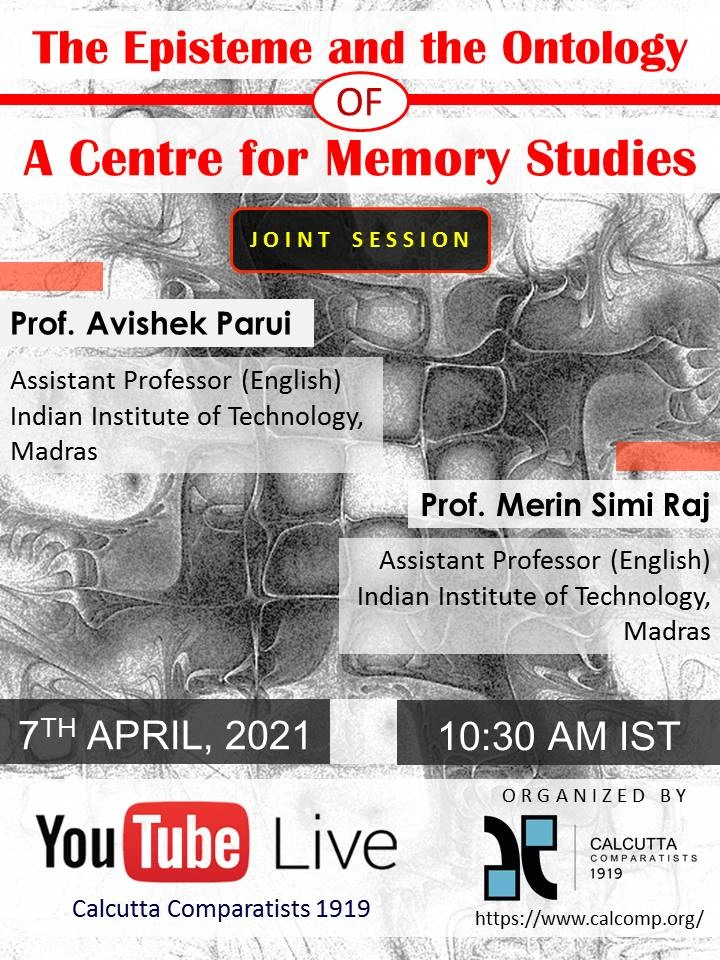 The Episteme and the Ontology
OF
A Centre for Memory Studies
JOINT SESSION
Prof. Avishek Parui
Assistant Professor (English)
Indian Institute of Technology,
Madras
Prof. Merin Simi Raj
Assistant Professor (English)
Indian Institute of Technology,
Madras
7TH APRIL, 2021
10:30 AM IST
YouTube Live
Calcutta Comparatists 1919
ORGANIZED BY
CALCUTTA
COMPARATISTS
1919
https://www.calcomp.org/